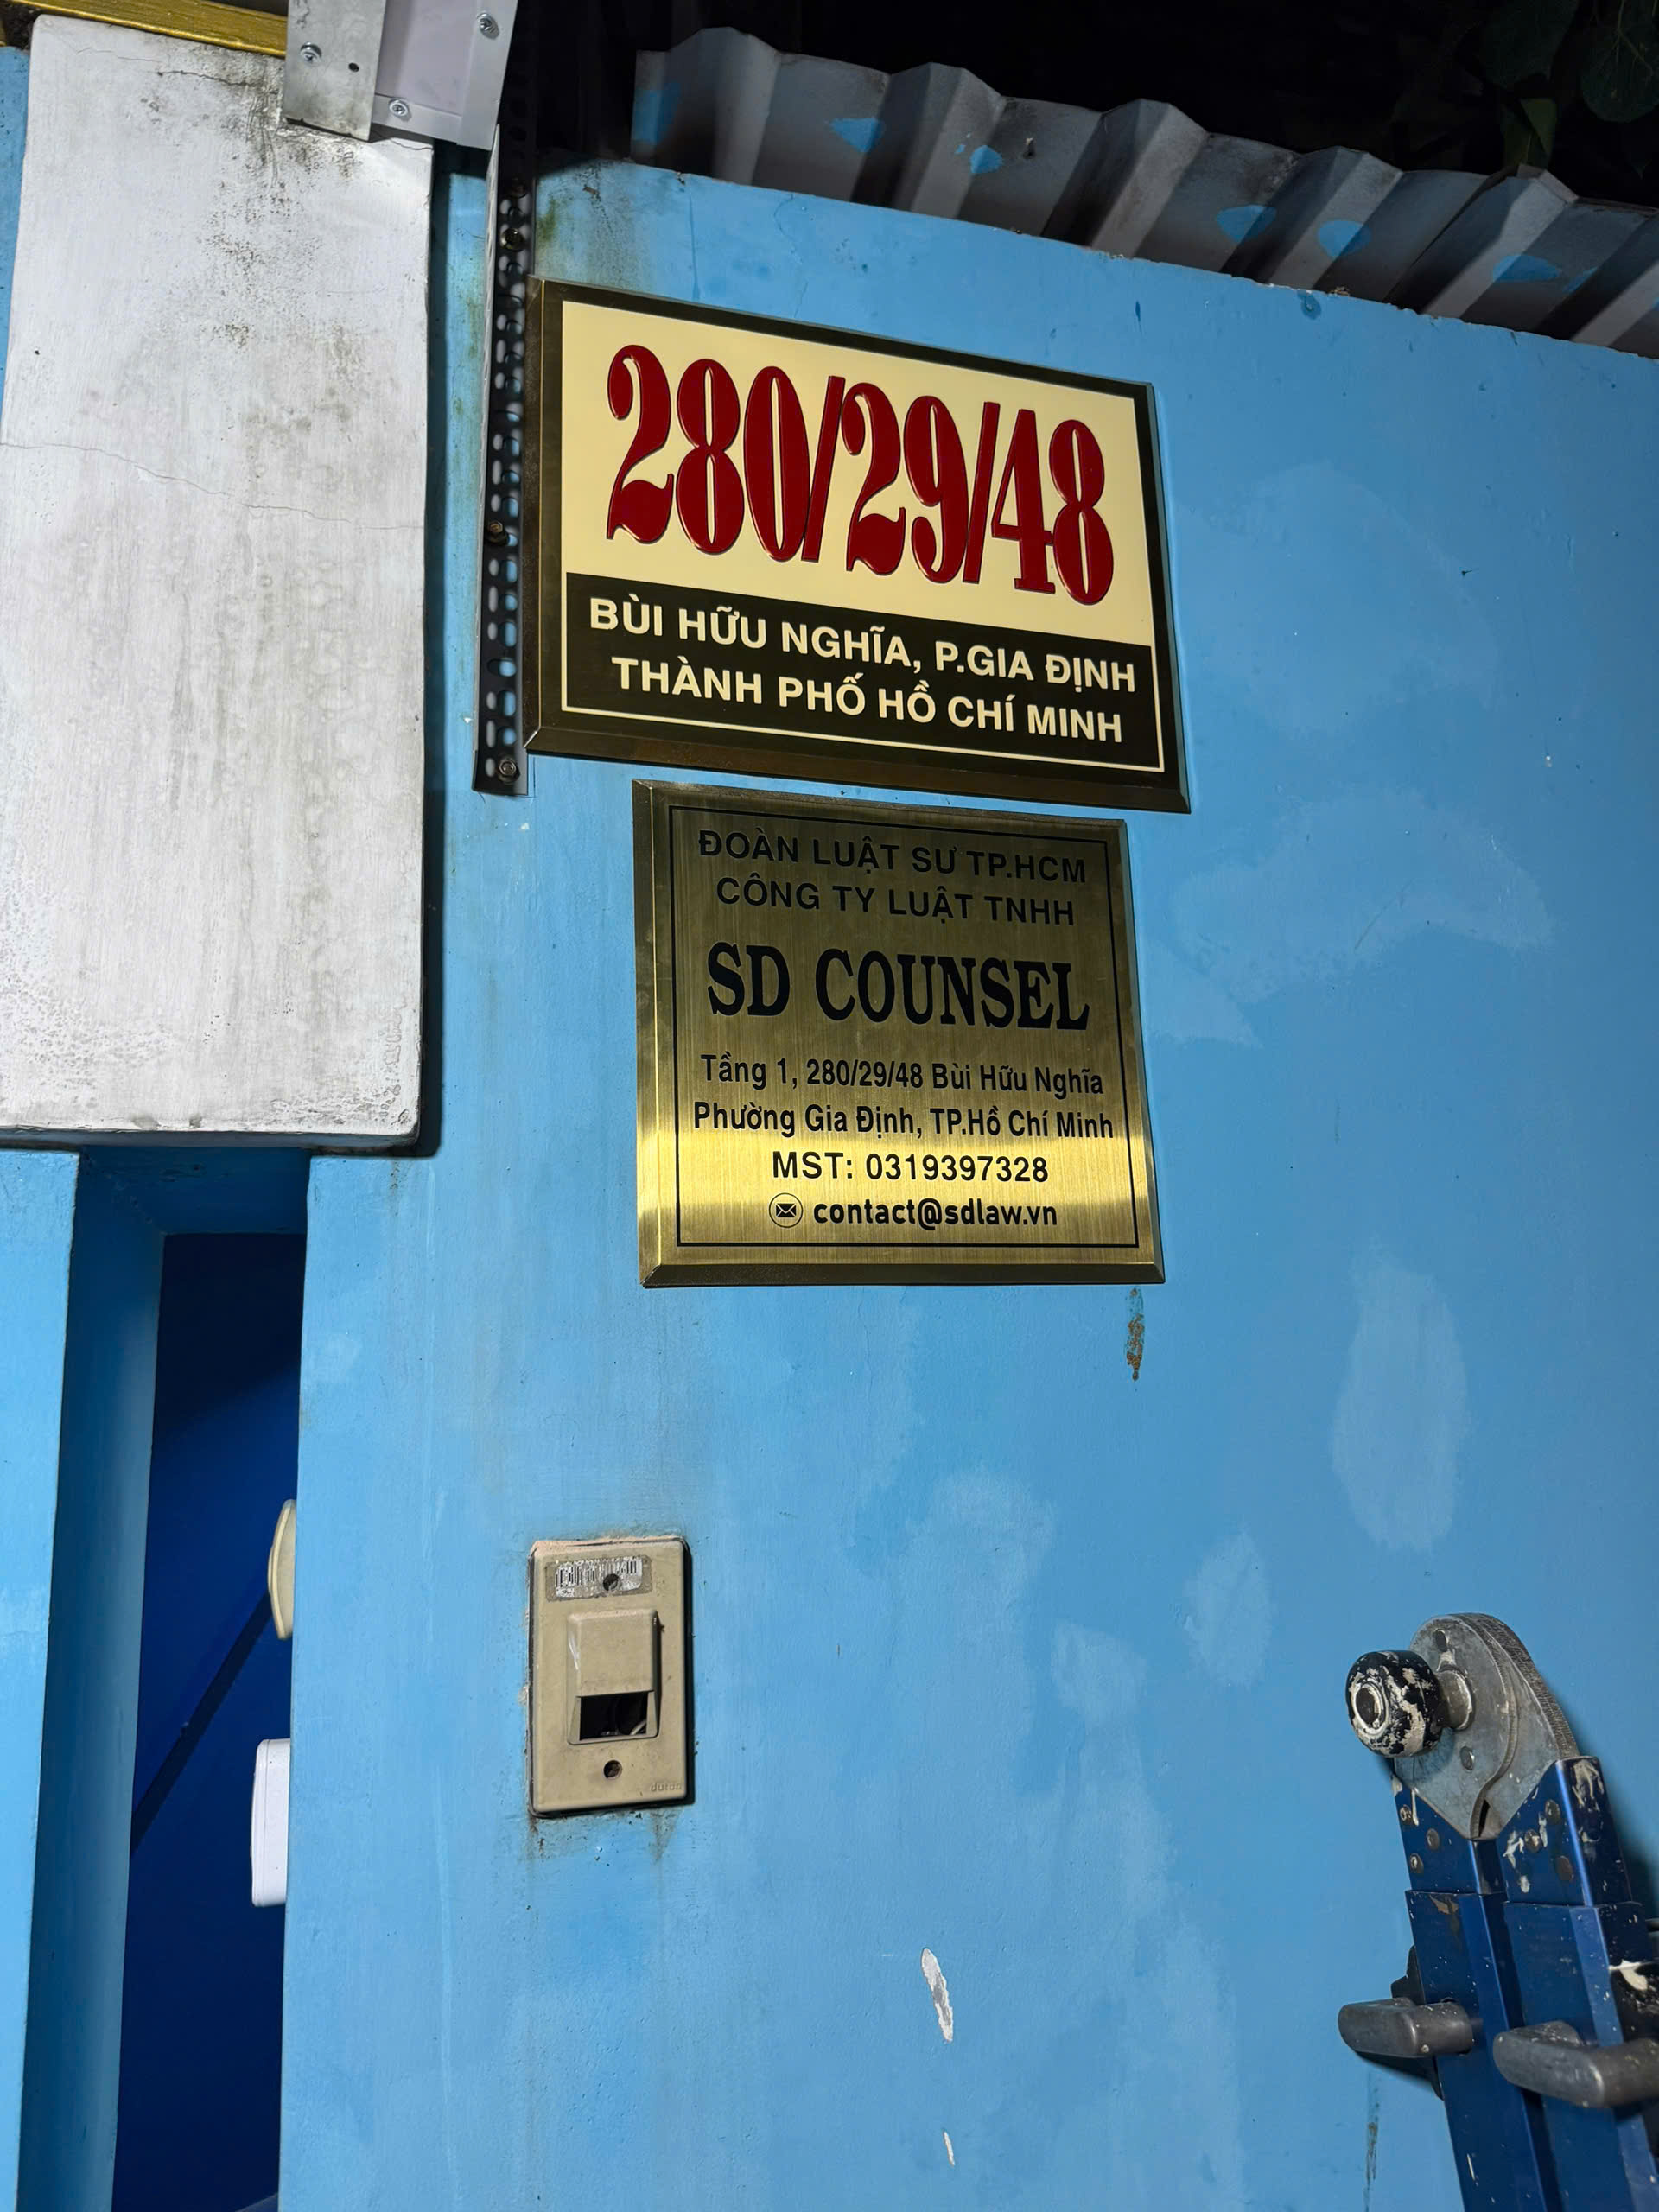 280/29/48
BÙI HỮU NGHĨA, P.GIA ĐỊNH
THÀNH PHỐ HỒ CHÍ MINH
ĐOÀN LUẬT SƯ TP.HCM
CÔNG TY LUẬT TNHH
SD COUNSEL
Tầng 1, 280/29/48 Bùi Hữu Nghĩa
Phường Gia Định, TP.Hồ Chí Minh
MST: 0319397328
contact@sdlaw.vn